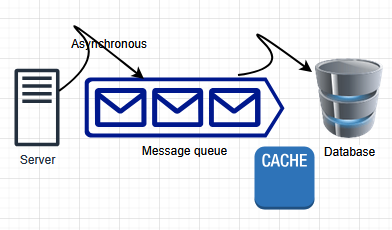 Asynchronous
Server
Message queue
Database
CACHE